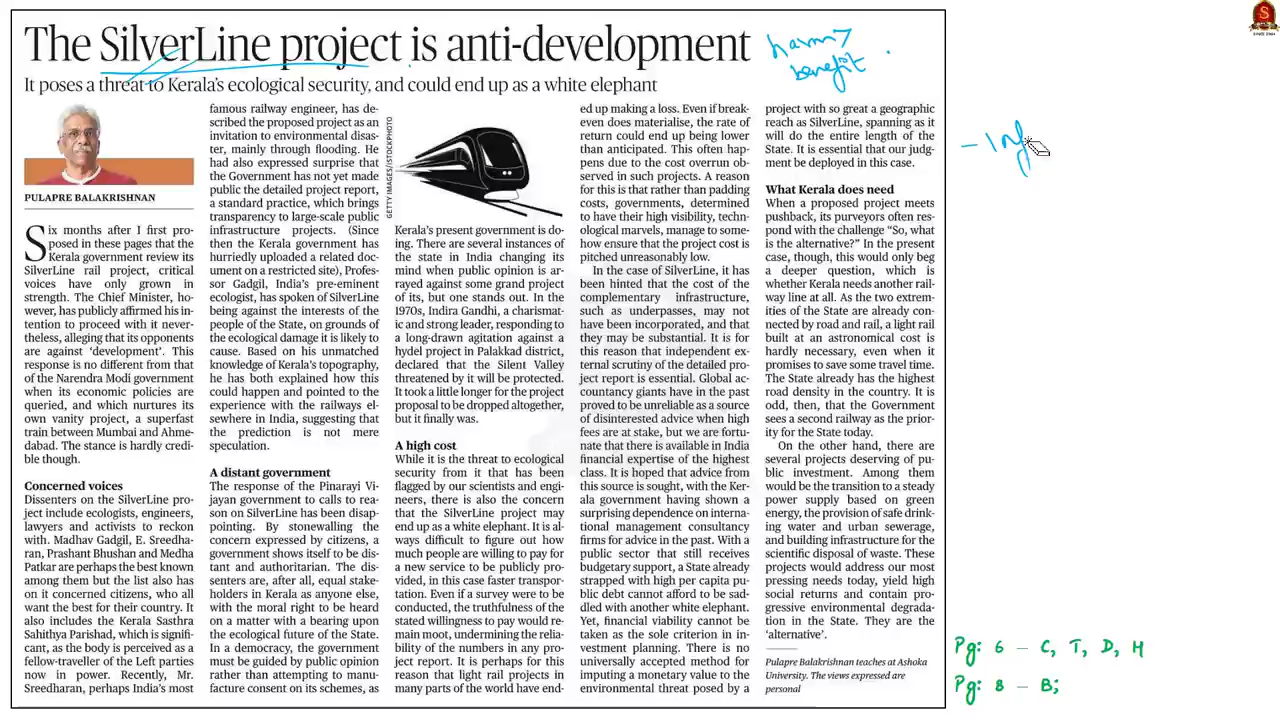 The SilverLine project is anti-development
It poses a threat to Kerala's ecological security, and could end up as a white elephant
harm >
benefit
PULAPRE BALAKRISHNAN
Six months after I first pro-
posed in these pages that the
Kerala government review its
SilverLine rail project, critical
voices have only grown in
strength. The Chief Minister, ho-
wever, has publicly affirmed his in-
tention to proceed with it never-
theless, alleging that its opponents
are against 'development'. This
response is no different from that
of the Narendra Modi government
when its economic policies are
queried, and which nurtures its
own vanity project, a superfast
train between Mumbai and Ahme-
dabad. The stance is hardly credi-
ble though.
Concerned voices
Dissenters on the SilverLine pro-
ject include ecologists, engineers,
lawyers and activists to reckon
with. Madhav Gadgil, E. Sreedha-
ran, Prashant Bhushan and Medha
Patkar are perhaps the best known
among them but the list also has
on it concerned citizens, who all
want the best for their country. It
also includes the Kerala Sasthra
Sahithya Parishad, which is signifi-
cant, as the body is perceived as a
fellow-traveller of the Left parties
now in power. Recently, Mr.
Sreedharan, perhaps India's most
famous railway engineer, has de-
scribed the proposed project as an
invitation to environmental disas-
ter, mainly through flooding. He
had also expressed surprise that
the Government has not yet made
public the detailed project report,
a standard practice, which brings
transparency to large-scale public
infrastructure projects. (Since
then the Kerala government has
hurriedly uploaded a related doc-
ument on a restricted site), Profes-
sor Gadgil, India's pre-eminent
ecologist, has spoken of SilverLine
being against the interests of the
people of the State, on grounds of
the ecological damage it is likely to
cause. Based on his unmatched
knowledge of Kerala's topography,
he has both explained how this
could happen and pointed to the
experience with the railways el-
sewhere in India, suggesting that
the prediction is not mere
speculation.
A distant government
The response of the Pinarayi Vi-
jayan government to calls to rea-
son on SilverLine has been disap-
pointing. By stonewalling the
concern expressed by citizens, a
government shows itself to be dis-
tant and authoritarian. The dis-
senters are, after all, equal stake-
holders in Kerala as anyone else,
with the moral right to be heard
on a matter with a bearing upon
the ecological future of the State.
In a democracy, the government
must be guided by public opinion
rather than attempting to manu-
facture consent on its schemes, as
GETTY IMAGES/ISTOCKPHOTO
Kerala's present government is do-
ing. There are several instances of
the state in India changing its
mind when public opinion is ar-
rayed against some grand project
of its, but one stands out. In the
1970s, Indira Gandhi, a charismat-
ic and strong leader, responding to
a long-drawn agitation against a
hydel project in Palakkad district,
declared that the Silent Valley
threatened by it will be protected.
It took a little longer for the project
proposal to be dropped altogether,
but it finally was.
A high cost
While it is the threat to ecological
security from it that has been
flagged by our scientists and engi-
neers, there is also the concern
that the SilverLine project may
end up as a white elephant. It is al-
ways difficult to figure out how
much people are willing to pay for
a new service to be publicly pro-
vided, in this case faster transpor-
tation. Even if a survey were to be
conducted, the truthfulness of the
stated willingness to pay would re-
main moot, undermining the relia-
bility of the numbers in any pro-
ject report. It is perhaps for this
reason that light rail projects in
many parts of the world have end-
ed up making a loss. Even if break-
even does materialise, the rate of
return could end up being lower
than anticipated. This often hap-
pens due to the cost overrun ob-
served in such projects. A reason
for this is that rather than padding
costs, governments, determined
to have their high visibility, techn-
ological marvels, manage to some-
how ensure that the project cost is
pitched unreasonably low.
In the case of SilverLine, it has
been hinted that the cost of the
complementary infrastructure,
such as underpasses, may not
have been incorporated, and that
they may be substantial. It is for
this reason that independent ex-
ternal scrutiny of the detailed pro-
ject report is essential. Global ac-
countancy giants have in the past
proved to be unreliable as a source
of disinterested advice when high
fees are at stake, but we are fortu-
nate that there is available in India
financial expertise of the highest
class. It is hoped that advice from
this source is sought, with the Ker-
ala government having shown a
surprising dependence on interna-
tional management consultancy
firms for advice in the past. With a
public sector that still receives
budgetary support, a State already
strapped with high per capita pu-
blic debt cannot afford to be sad-
dled with another white elephant.
Yet, financial viability cannot be
taken as the sole criterion in in-
vestment planning. There is no
universally accepted method for
imputing a monetary value to the
environmental threat posed by a
project with so great a geographic
reach as SilverLine, spanning as it
will do the entire length of the
State. It is essential that our judg-
ment be deployed in this case.
What Kerala does need
When a proposed project meets
pushback, its purveyors often res-
pond with the challenge "So, what
is the alternative?" In the present
case, though, this would only beg
a deeper question, which is
whether Kerala needs another rail-
way line at all. As the two extrem-
ities of the State are already con-
nected by road and rail, a light rail
built at an astronomical cost is
hardly necessary, even when it
promises to save some travel time.
The State already has the highest
road density in the country. It is
odd, then, that the Government
sees a second railway as the prior-
ity for the State today.
On the other hand, there are
several projects deserving of pu-
blic investment. Among them
would be the transition to a steady
power supply based on green
energy, the provision of safe drink-
ing water and urban sewerage,
and building infrastructure for the
scientific disposal of waste. These
projects would address our most
pressing needs today, yield high
social returns and contain pro-
gressive environmental degrada-
tion in the State. They are the
'alternative'.
Pulapre Balakrishnan teaches at Ashoka
University. The views expressed are
personal
- Inf
Pg: 6 – C, T, D, H
Pg: 8 – B;